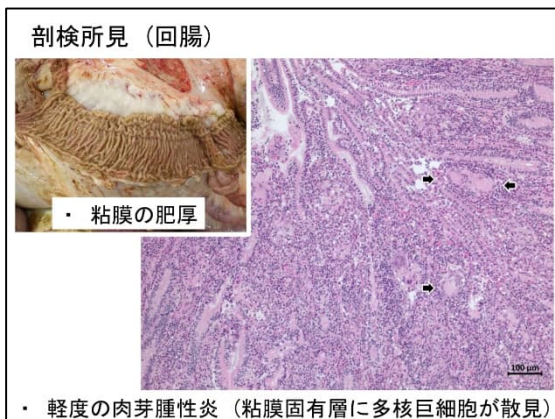 剖検所見（回腸）
・ 粘膜の肥厚
100 μm
・ 軽度の肉芽腫性炎（粘膜固有層に多核巨細胞が散見）